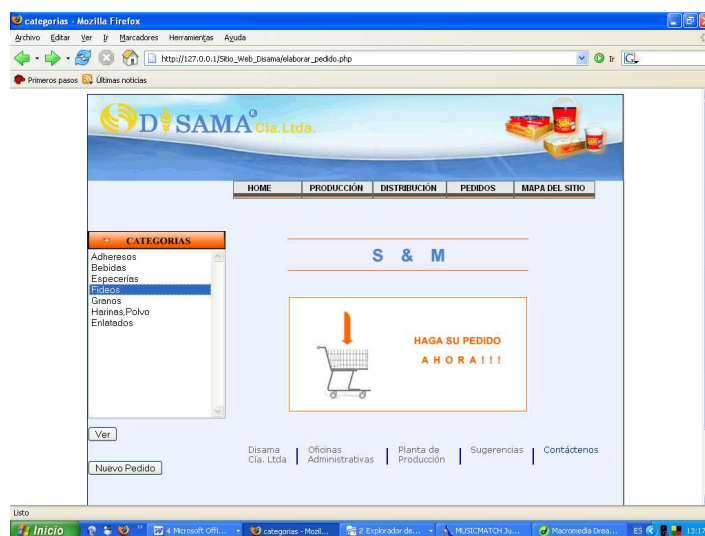 categorias - Mozilla Firefox
Archivo Editar Ver Ir Marcadores Herramientas Ayuda
http://127.0.0.1/Sitio_Web_Disama/elaborar_pedido.php
Ir
G.
Primeros pasos Últimas noticias
DISAMA® Cia.Ltda.
HOME PRODUCCIÓN DISTRIBUCIÓN PEDIDOS MAPA DEL SITIO
CATEGORIAS
Adheresos
Bebidas
Especerías
Fideos
Granos
Harinas,Polvo
Enlatados
S & M
HAGA SU PEDIDO
A H O R A ! ! !
Ver
Nuevo Pedido
Disama Cía. Ltda
Oficinas Administrativas
Planta de Producción
Sugerencias
Contáctenos
Listo
Inicio
4 Microsoft Offi...
categorias - Mozil...
2 Explorador de...
MUSICMATCH Ju...
Macromedia Drea...
ES
13:17